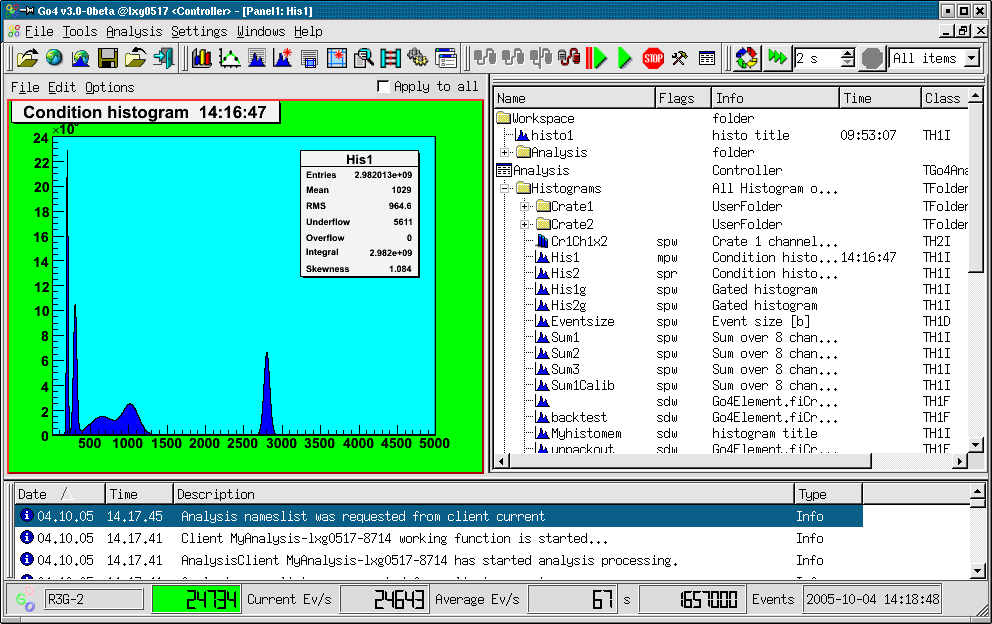 Go4 v3.0-0beta @lxg0517 <Controller> - [Panel1: His1]
File Tools Analysis Settings Windows Help
STOP 2 s All items
File Edit Options Apply to all
Condition histogram 14:16:47
24
22
20
18
16
14
12
10
8
6
4
2
0
500 1000 1500 2000 2500 3000 3500 4000 4500 5000
His1
Entries 2.982013e+09
Mean 1029
RMS 964.6
Underflow 5611
Overflow 0
Integral 2.982e+09
Skewness 1.084
Name Flags Info Time Class
Workspace folder
histo1 histo title 09:53:07 TH1I
Analysis folder
Analysis Controller TGo4Ana
Histograms All Histogram o... TFolder
Crate1 UserFolder TFolder
Crate2 UserFolder TFolder
Cr1Ch1x2 spw Crate 1 channel... TH2I
His1 mpw Condition histo... 14:16:47 TH1I
His2 spr Condition histo... TH1I
His1g spw Gated histogram TH1I
His2g spw Gated histogram TH1I
Eventsize spw Event size [b] TH1D
Sum1 spw Sum over 8 chan... TH1I
Sum2 spw Sum over 8 chan... TH1I
Sum3 spw Sum over 8 chan... TH1I
Sum1Calib spw Sum over 8 chan... TH1I
sdw Go4Element.fiCr... TH1F
backtest sdw Go4Element.fiCr... TH1F
Myhistomem sdw histogram title TH1I
unpackout sdw Go4Element.fiCr... TH1F
Date Time Description Type
04.10.05 14.17.45 Analysis nameslist was requested from client current Info
04.10.05 14.17.41 Client MyAnalysis-lxg0517-8714 working function is started... Info
04.10.05 14.17.41 AnalysisClient MyAnalysis-lxg0517-8714 has started analysis processing. Info
R3G-2 24734 Current Ev/s 24643 Average Ev/s 67 s 1657000 Events 2005-10-04 14:18:48